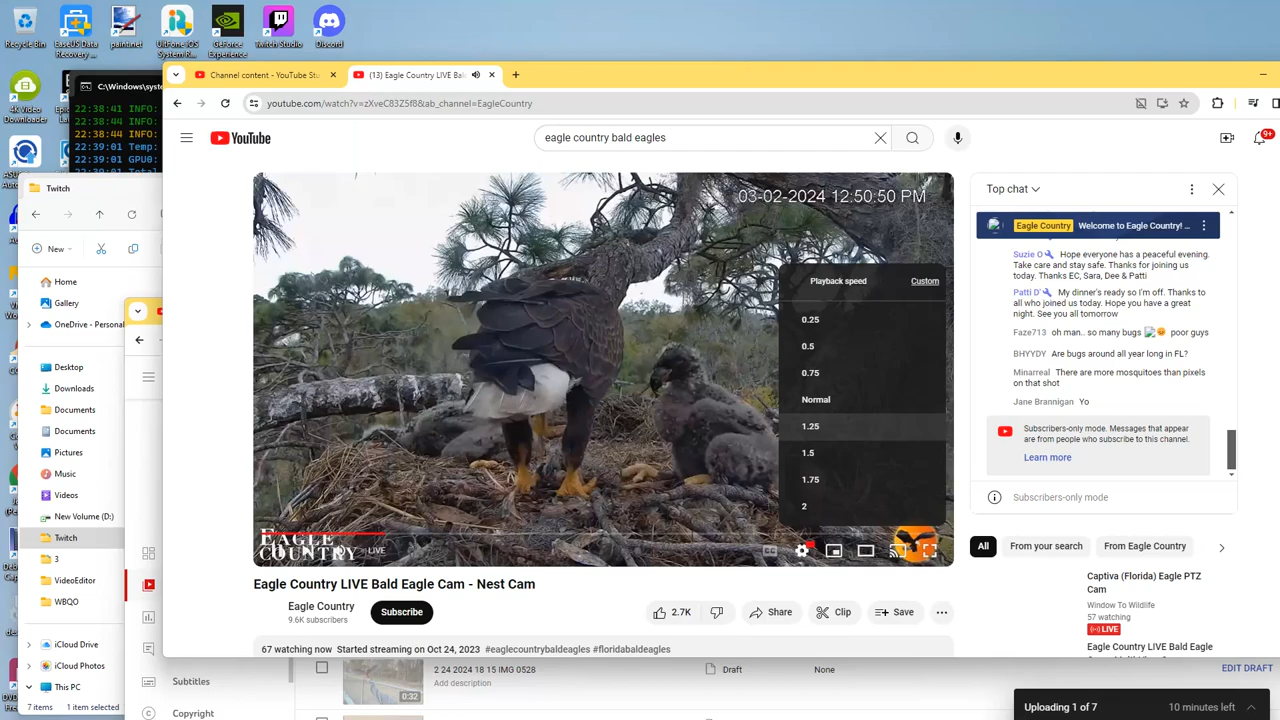 Recycle Bin
EaseUS Data
Recovery ...
paint.net
UltFone iOS
System R...
GeForce
Experience
Twitch Studio
Discord
4K Video
Downloader
C:\Windows\syste
22:38:41 INFO:
22:38:44 INFO:
22:38:44 INFO:
22:39:01 Temp:
22:39:01 GPU0:
22:39:01 Total
Twitch
New
Home
Gallery
OneDrive - Personal
Desktop
Downloads
Documents
Documents
Pictures
Music
Videos
New Volume (D:)
Twitch
3
VideoEditor
WBQO
iCloud Drive
iCloud Photos
This PC
7 items
1 item selected
Channel content - YouTube Stu
(13) Eagle Country LIVE Bal
youtube.com/watch?v=zXveC83Z5f8&ab_channel=EagleCountry
YouTube
eagle country bald eagles
9+
03-02-2024 12:50:50 PM
Playback speed
Custom
0.25
0.5
0.75
Normal
1.25
1.5
1.75
2
EAGLE
COUNTRY
LIVE
Eagle Country LIVE Bald Eagle Cam - Nest Cam
Eagle Country
9.6K subscribers
Subscribe
2.7K
Share
Clip
Save
67 watching now Started streaming on Oct 24, 2023 #eaglecountrybaldeagles #floridabaldeagles
Top chat
Eagle Country Welcome to Eagle Country! ...
Suzie O Hope everyone has a peaceful evening.
Take care and stay safe. Thanks for joining us
today. Thanks EC, Sara, Dee & Patti
Patti D' My dinner's ready so I'm off. Thanks to
all who joined us today. Hope you have a great
night. See you all tomorrow
Faze713 oh man.. so many bugs poor guys
BHYYDY Are bugs around all year long in FL?
Minarreal There are more mosquitoes than pixels
on that shot
Jane Brannigan Yo
Subscribers-only mode. Messages that appear
are from people who subscribe to this channel.
Learn more
Subscribers-only mode
All
From your search
From Eagle Country
Captiva (Florida) Eagle PTZ
Cam
Window To Wildlife
57 watching
LIVE
Eagle Country LIVE Bald Eagle
2 24 2024 18 15 IMG 0528
Add description
0:32
Draft
None
EDIT DRAFT
Subtitles
Copyright
Uploading 1 of 7
10 minutes left